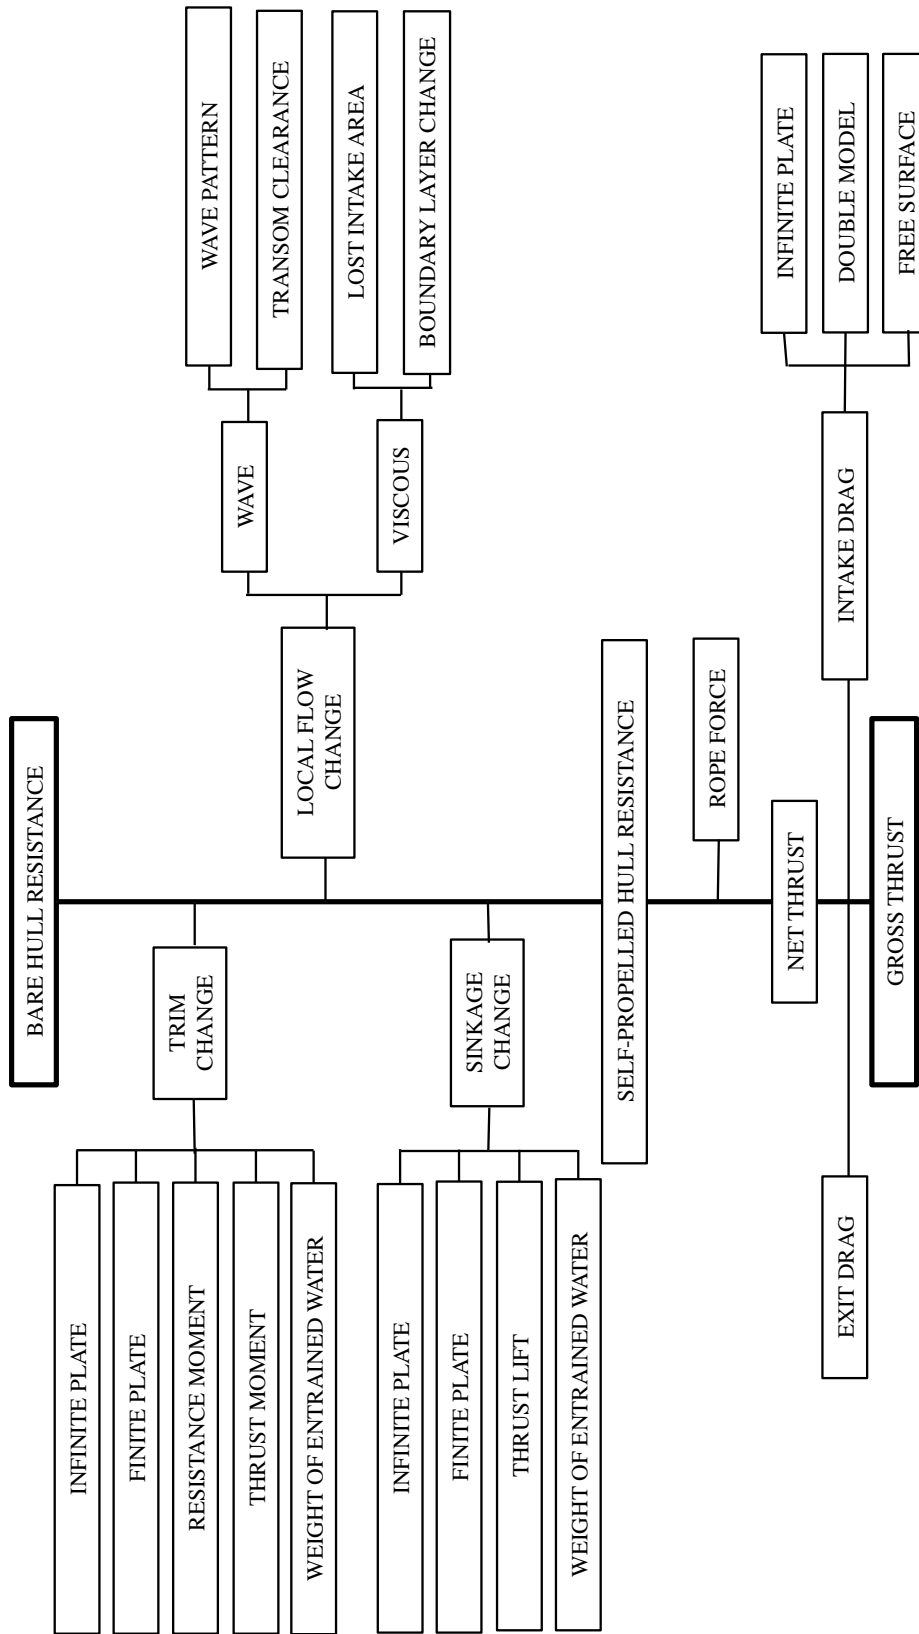 BARE HULL RESISTANCE
INFINITE PLATE
FINITE PLATE
RESISTANCE MOMENT
THRUST MOMENT
WEIGHT OF ENTRAINED WATER
TRIM
CHANGE
LOCAL FLOW
CHANGE
WAVE
WAVE PATTERN
TRANSOM CLEARANCE
VISCOUS
LOST INTAKE AREA
BOUNDARY LAYER CHANGE
INFINITE PLATE
FINITE PLATE
THRUST LIFT
WEIGHT OF ENTRAINED WATER
SINKAGE
CHANGE
SELF-PROPELLED HULL RESISTANCE
ROPE FORCE
NET THRUST
EXIT DRAG
INTAKE DRAG
INFINITE PLATE
DOUBLE MODEL
FREE SURFACE
GROSS THRUST